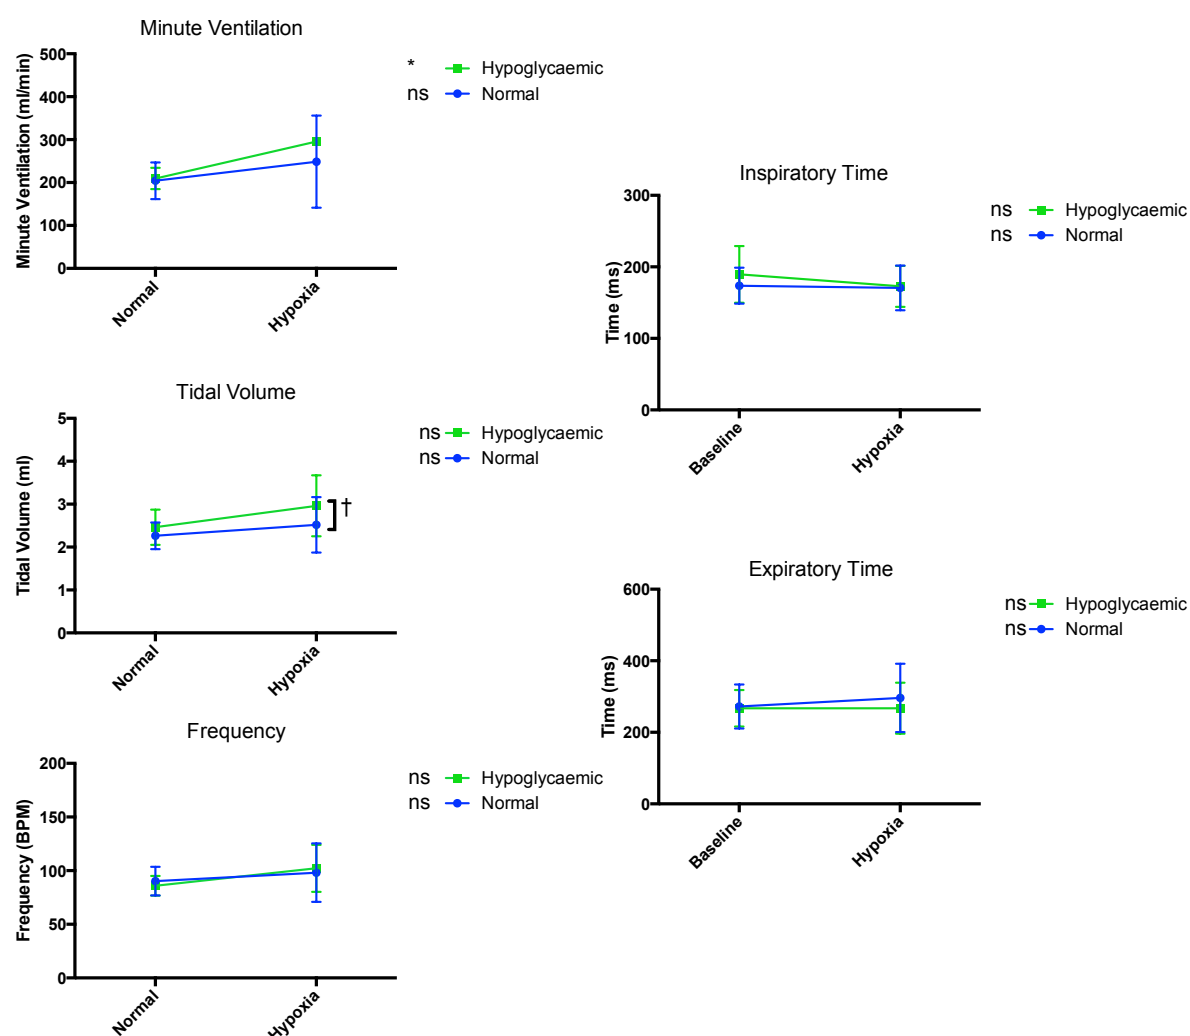 Minute Ventilation
Minute Ventilation (ml/min)
500
400
300
200
100
0
Normal
Hypoxia
* Hypoglycaemic
ns Normal
Tidal Volume
Tidal Volume (ml)
5
4
3
2
1
0
†
Normal
Hypoxia
ns Hypoglycaemic
ns Normal
Frequency
Frequency (BPM)
200
150
100
50
0
Normal
Hypoxia
ns Hypoglycaemic
ns Normal
Inspiratory Time
Time (ms)
300
200
100
0
Baseline
Hypoxia
ns Hypoglycaemic
ns Normal
Expiratory Time
Time (ms)
600
400
200
0
Baseline
Hypoxia
ns Hypoglycaemic
ns Normal